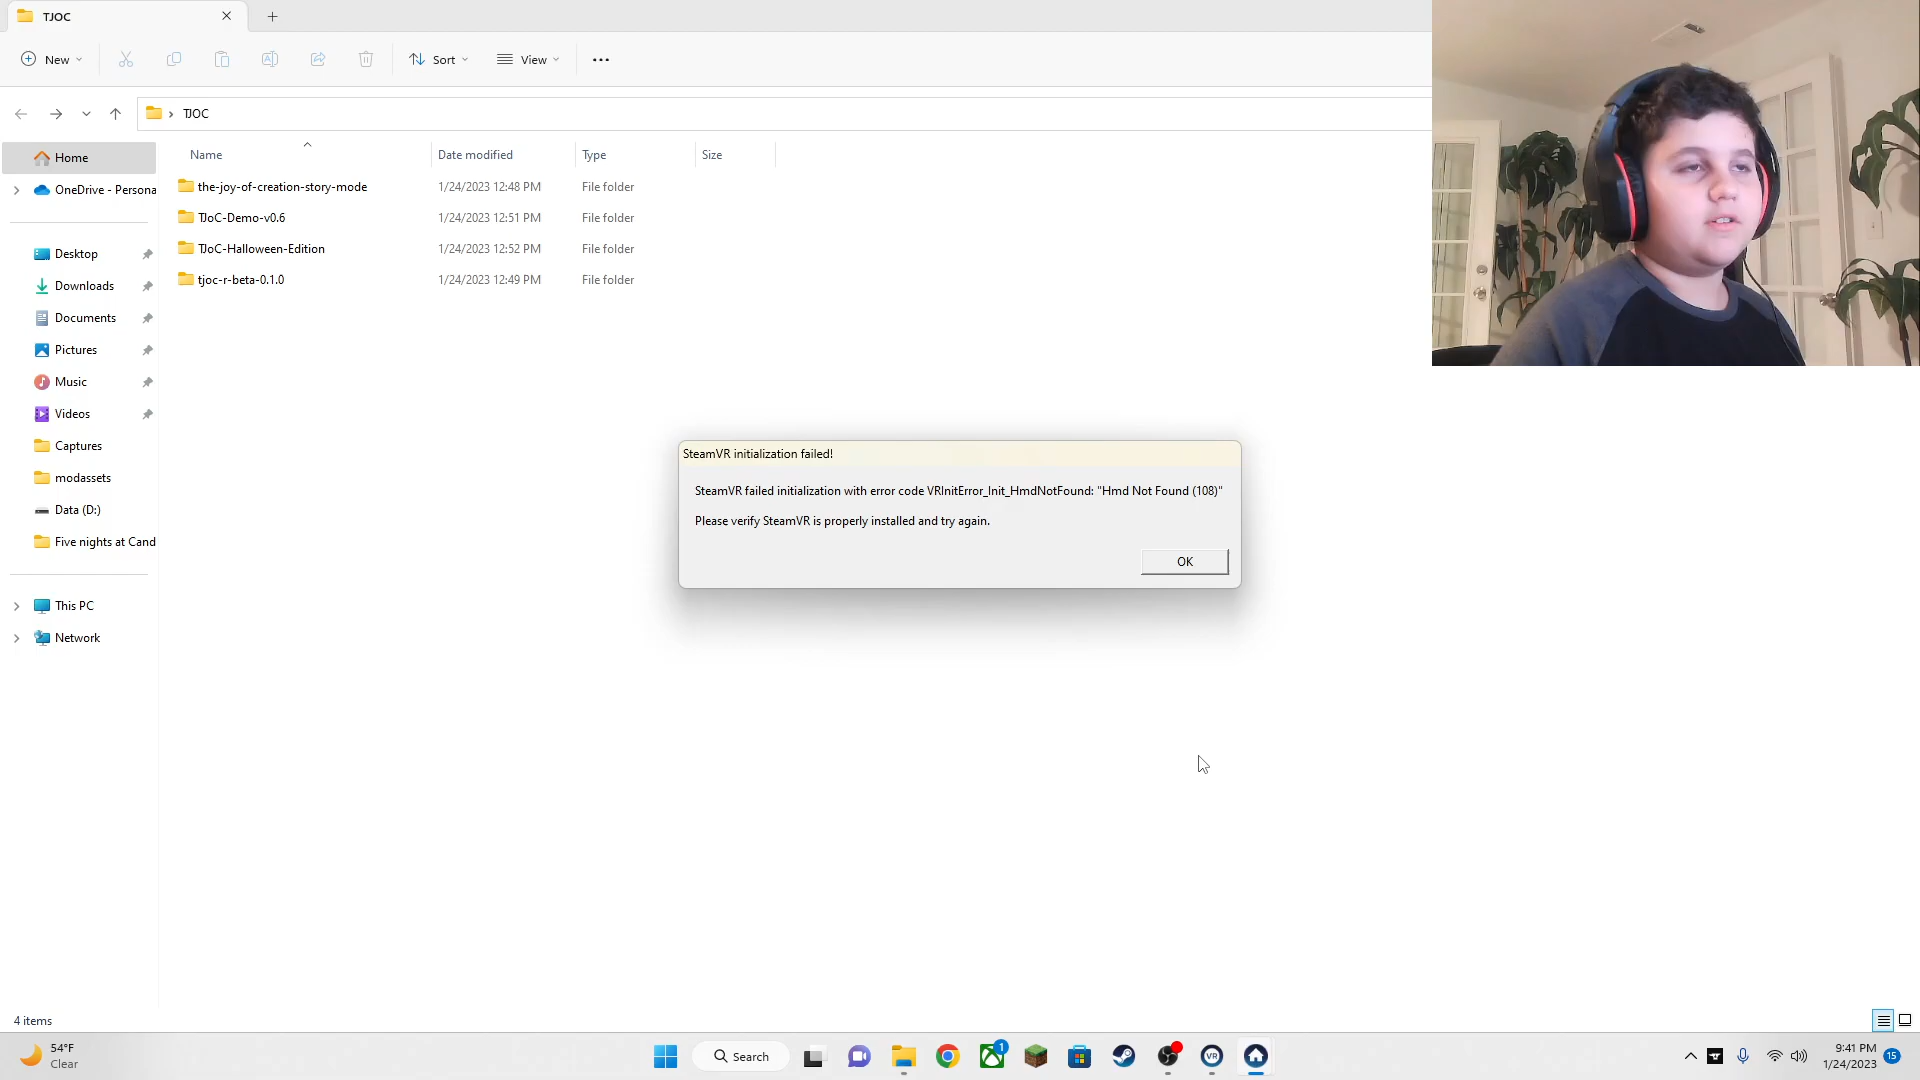 TJOC
New
Sort
View
TJOC
Name
Date modified
Type
Size
Home
OneDrive - Persona
Desktop
Downloads
Documents
Pictures
Music
Videos
Captures
modassets
Data (D:)
Five nights at Cand
This PC
Network
the-joy-of-creation-story-mode 1/24/2023 12:48 PM File folder
TJoC-Demo-v0.6 1/24/2023 12:51 PM File folder
TJoC-Halloween-Edition 1/24/2023 12:52 PM File folder
tjoc-r-beta-0.1.0 1/24/2023 12:49 PM File folder
SteamVR initialization failed!
SteamVR failed initialization with error code VRInitError_Init_HmdNotFound: "Hmd Not Found (108)"
Please verify SteamVR is properly installed and try again.
OK
4 items
54°F
Clear
Search
1
VR
9:41 PM
1/24/2023
15